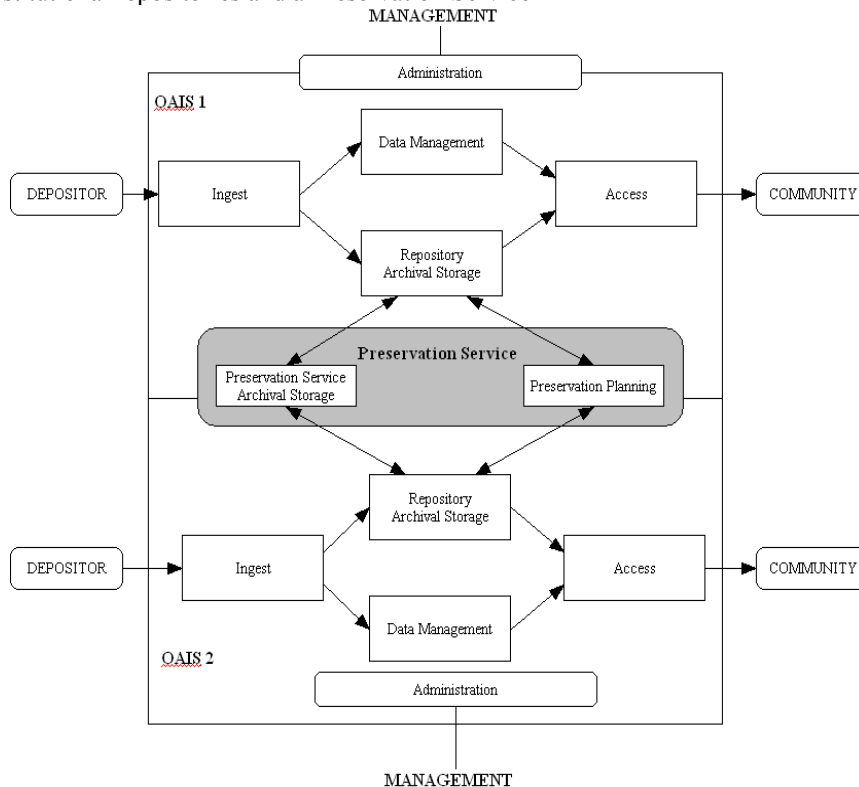 MANAGEMENT
Administration
OAIS 1
Data Management
DEPOSITOR
Ingest
Access
COMMUNITY
Repository
Archival Storage
Preservation Service
Preservation Service
Archival Storage
Preservation Planning
Repository
Archival Storage
DEPOSITOR
Ingest
Access
COMMUNITY
Data Management
OAIS 2
Administration
MANAGEMENT